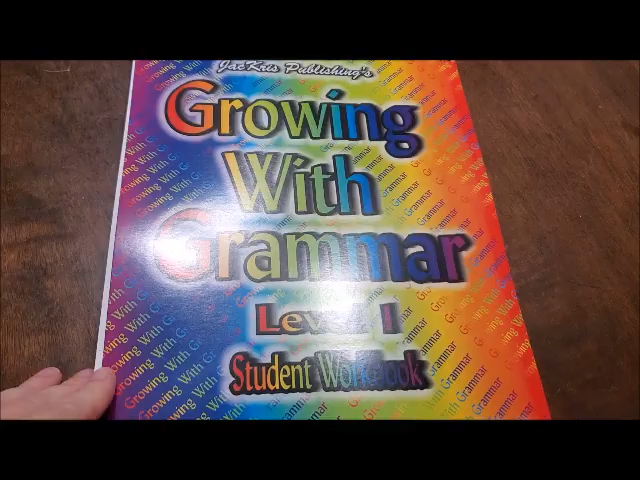 JacKris Publishing's
Growing
With
Grammar
Level 1
Student Workbook